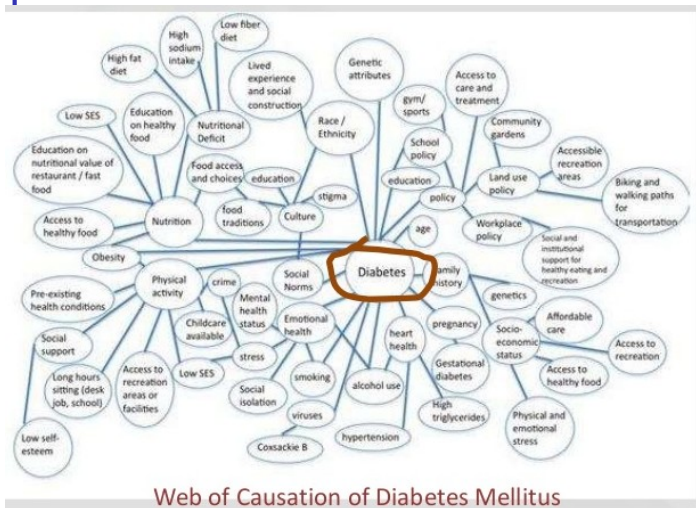 Low fiber
diet
High
sodium
intake
High fat
diet
Lived
experience
and social
construction
Genetic
attributes
Access to
care and
treatment
gym/
sports
Community
gardens
Low SES
Education
on healthy
food
Nutritional
Deficit
Race /
Ethnicity
School
policy
Accessible
recreation
areas
Education on
nutritional value of
restaurant / fast
food
Food access
and choices
education
education
Land use
policy
Biking and
walking paths
for
transportation
stigma
policy
Access to
healthy food
Nutrition
food
traditions
Culture
age
Workplace
policy
Social and
institutional
support for
healthy eating and
recreation
Obesity
Diabetes
Family
history
Pre-existing
health conditions
Physical
activity
crime
Social
Norms
genetics
Mental
health
status
Emotional
health
Childcare
available
heart
health
pregnancy
Socio-
economic
status
Affordable
care
Social
support
stress
Access to
recreation
Gestational
diabetes
Long hours
sitting (desk
job, school)
Access to
recreation
areas or
facilities
Low SES
Social
isolation
smoking
alcohol use
Access to
healthy food
High
triglycerides
Physical and
emotional
stress
viruses
Low self-
esteem
Coxsackie B
hypertension
Web of Causation of Diabetes Mellitus